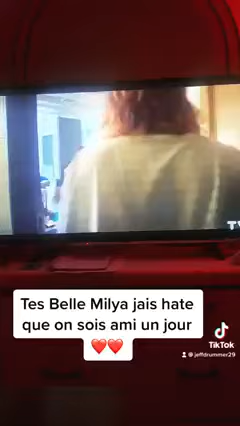 Tes Belle Milya jais hate
que on sois ami un jour
❤️❤️
TikTok
@jeffdrummer29